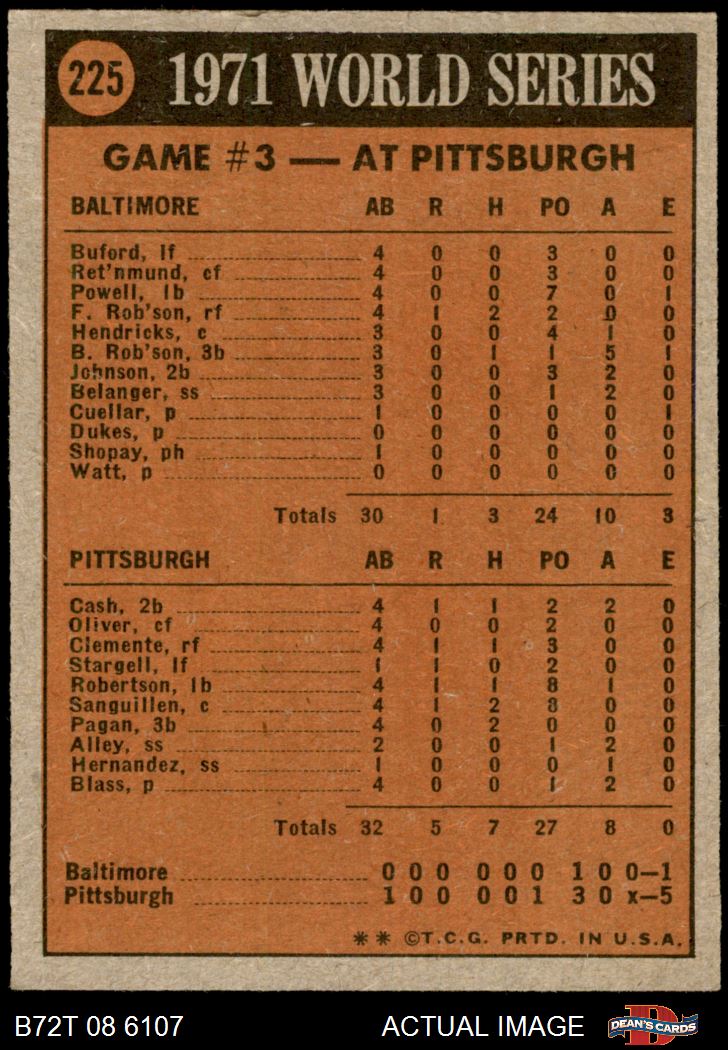 225 1971 WORLD SERIES
GAME #3 — AT PITTSBURGH
BALTIMORE AB R H PO A E
Buford, lf 4 0 0 3 0 0
Ret'nmund, cf 4 0 0 3 0 0
Powell, 1b 4 0 0 7 0 1
F. Rob'son, rf 4 1 2 2 0 0
Hendricks, c 3 0 0 4 1 0
B. Rob'son, 3b 3 0 1 1 5 1
Johnson, 2b 3 0 0 3 2 0
Belanger, ss 3 0 0 1 2 0
Cuellar, p 1 0 0 0 0 1
Dukes, p 0 0 0 0 0 0
Shopay, ph 1 0 0 0 0 0
Watt, p 0 0 0 0 0 0
Totals 30 1 3 24 10 3
PITTSBURGH AB R H PO A E
Cash, 2b 4 1 1 2 2 0
Oliver, cf 4 0 0 2 0 0
Clemente, rf 4 1 1 3 0 0
Stargell, lf 1 1 0 2 0 0
Robertson, 1b 4 1 1 8 1 0
Sanguillen, c 4 1 2 8 0 0
Pagan, 3b 4 0 2 0 0 0
Alley, ss 2 0 0 1 2 0
Hernandez, ss 1 0 0 0 1 0
Blass, p 4 0 0 1 2 0
Totals 32 5 7 27 8 0
Baltimore 0 0 0 0 0 0 1 0 0—1
Pittsburgh 1 0 0 0 0 1 3 0 x—5
** ©T.C.G. PRTD. IN U.S.A.
B72T 08 6107 ACTUAL IMAGE DEAN'S CARDS